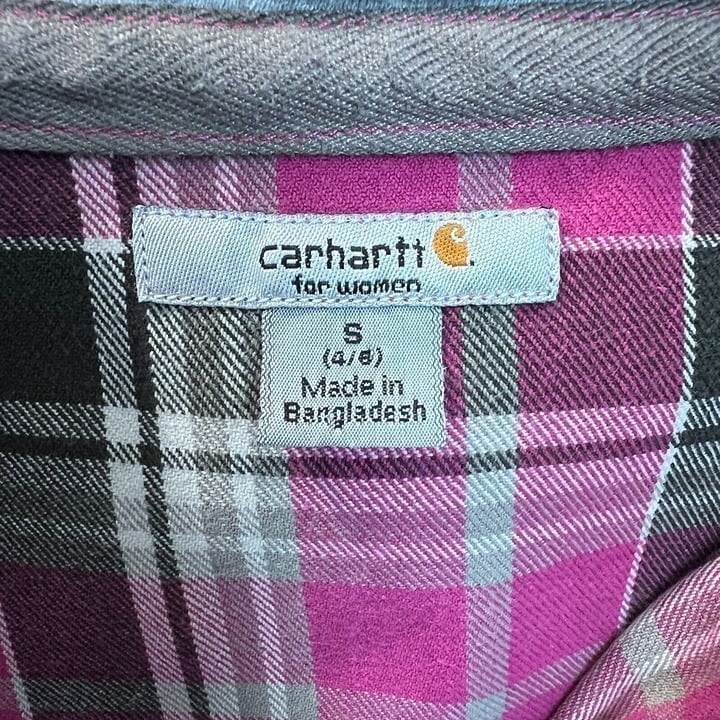 carhartt
for women
S
(4/6)
Made in
Bangladesh